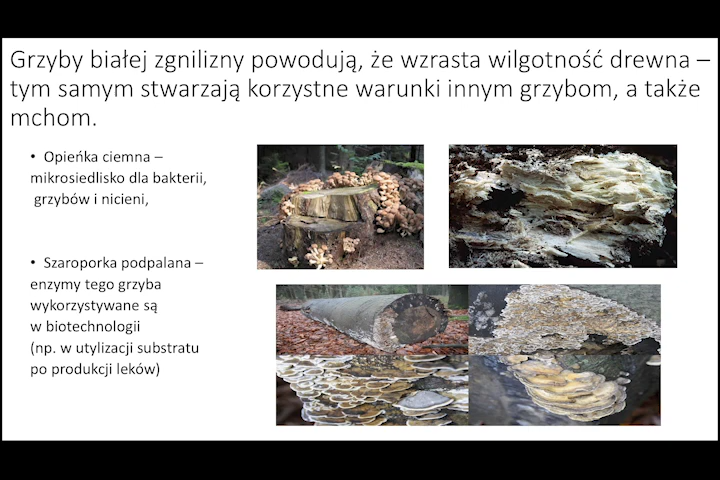 Grzyby białej zgnilizny powodują, że wzrasta wilgotność drewna –
tym samym stwarzają korzystne warunki innym grzybom, a także
mchom.
• Opieńka ciemna –
mikrosiedlisko dla bakterii,
grzybów i nicieni,
• Szaroporka podpalana –
enzymy tego grzyba
wykorzystywane są
w biotechnologii
(np. w utylizacji substratu
po produkcji leków)